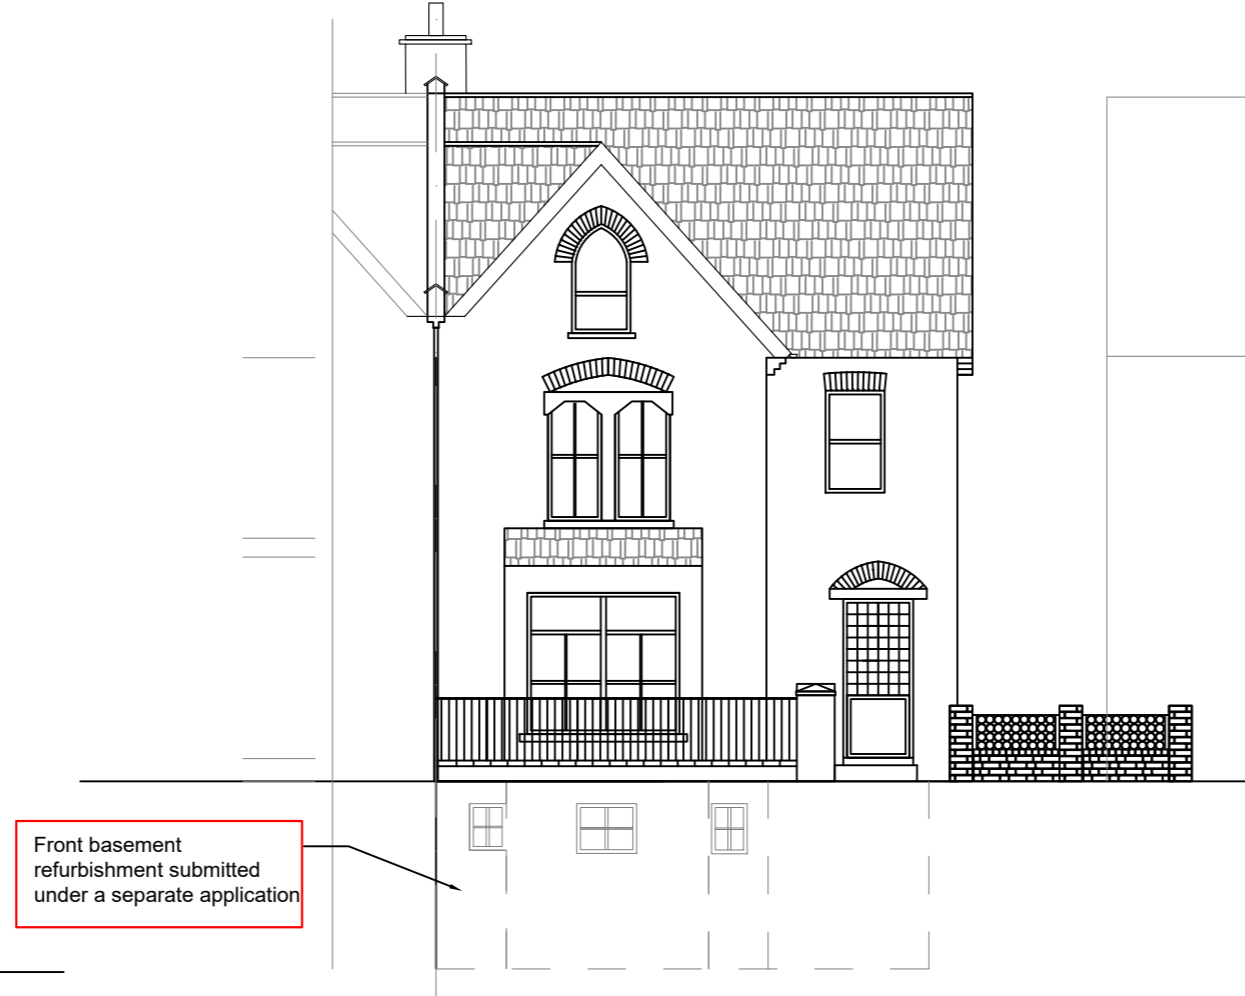 Front basement
refurbishment submitted
under a separate application